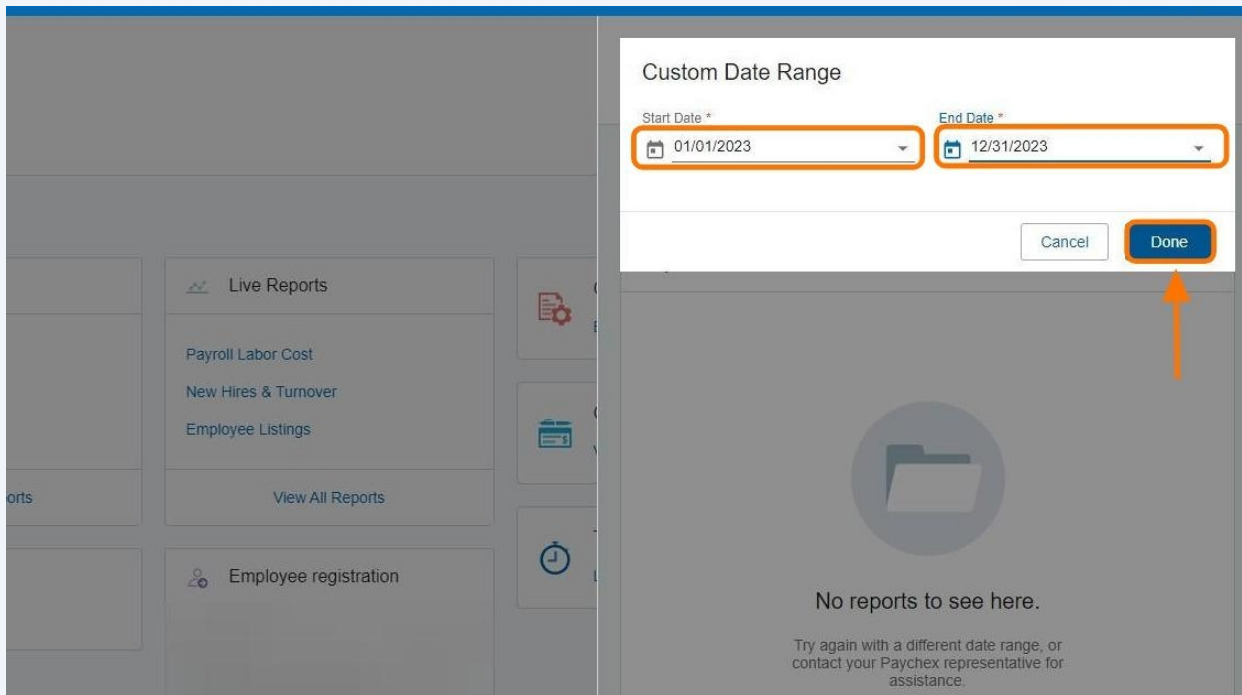 Custom Date Range
Start Date *
End Date *
01/01/2023
12/31/2023
Cancel
Done
Live Reports
Payroll Labor Cost
New Hires & Turnover
Employee Listings
orts
View All Reports
Employee registration
No reports to see here.
Try again with a different date range, or
contact your Paychex representative for
assistance.